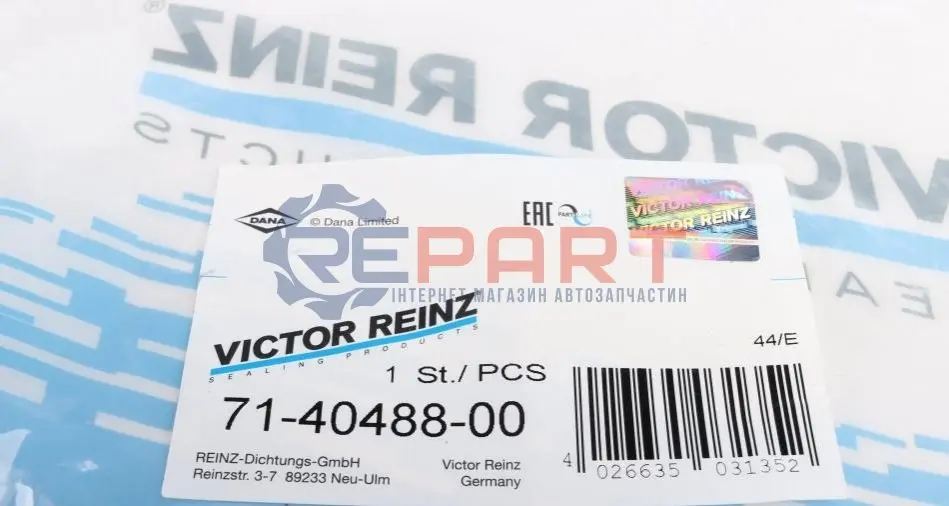 VICTOR REINZ®
PRODUCTS
DANA
© Dana Limited
EAC
PARTSLINK
VICTOR REINZ
VICTOR REINZ
REPART
ІНТЕРНЕТ МАГАЗИН АВТОЗАПЧАСТИН
VICTOR REINZ
SEALING PRODUCTS
44/E
1 St./ PCS
71-40488-00
REINZ-Dichtungs-GmbH
Reinzstr. 3-7 89233 Neu-Ulm
Victor Reinz
Germany
4 026635 031352